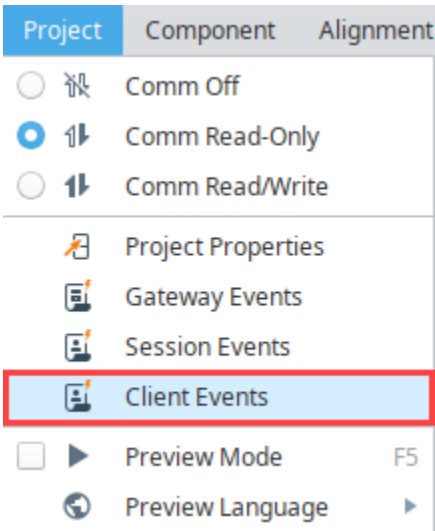 Project Component Alignment
Comm Off
Comm Read-Only
Comm Read/Write
Project Properties
Gateway Events
Session Events
Client Events
Preview Mode F5
Preview Language